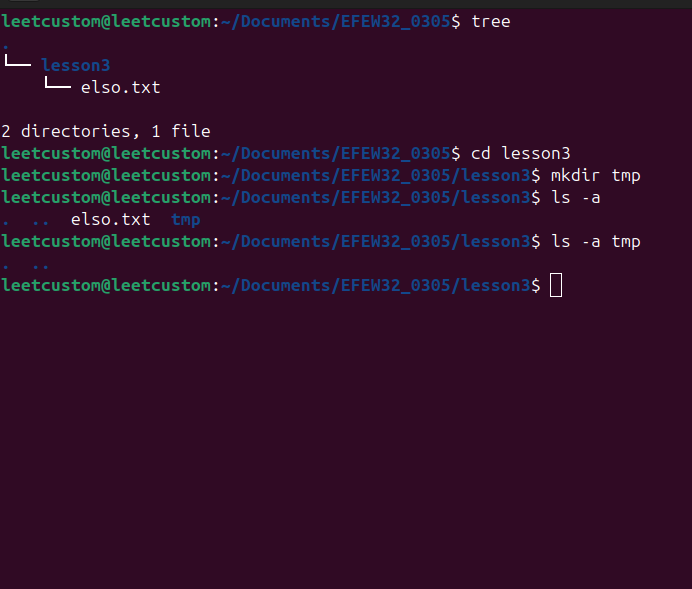 leetcustom@leetcustom:~/Documents/EFEW32_0305$ tree
.
└── lesson3
    └── elso.txt
2 directories, 1 file
leetcustom@leetcustom:~/Documents/EFEW32_0305$ cd lesson3
leetcustom@leetcustom:~/Documents/EFEW32_0305/lesson3$ mkdir tmp
leetcustom@leetcustom:~/Documents/EFEW32_0305/lesson3$ ls -a
.  ..  elso.txt  tmp
leetcustom@leetcustom:~/Documents/EFEW32_0305/lesson3$ ls -a tmp
.  ..
leetcustom@leetcustom:~/Documents/EFEW32_0305/lesson3$